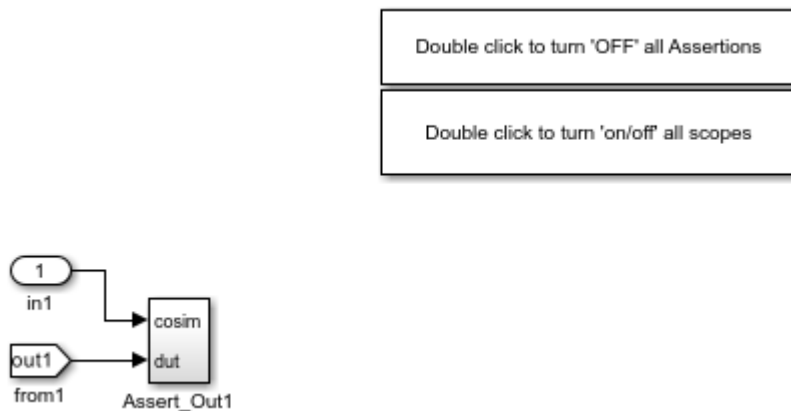 Double click to turn 'OFF' all Assertions
Double click to turn 'on/off' all scopes
1
in1
cosim
out1
dut
from1
Assert_Out1